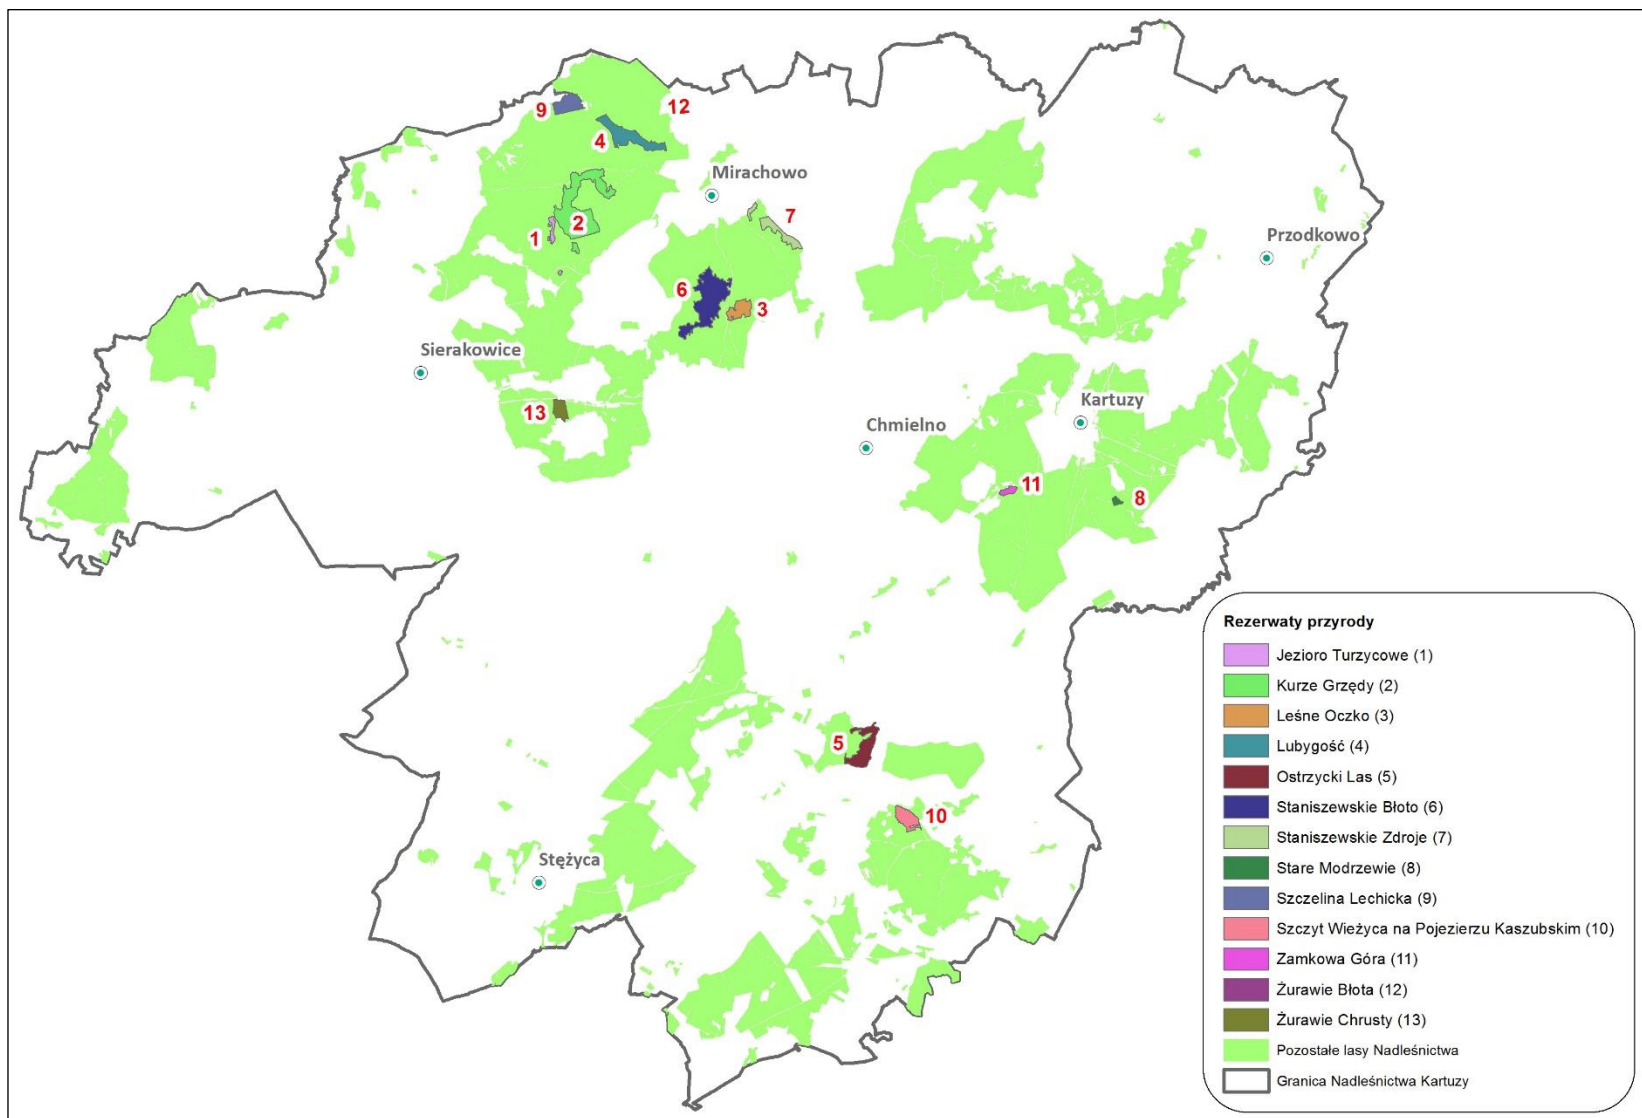 9
12
4
Mirachowo
7
2
1
Przodkowo
6
3
Sierakowice
Kartuzy
13
Chmielno
11
8
5
10
Stężyca
Rezerwaty przyrody
Jezioro Turzycowe (1)
Kurze Grzędy (2)
Leśne Oczko (3)
Lubygość (4)
Ostrzycki Las (5)
Staniszewskie Błoto (6)
Staniszewskie Zdroje (7)
Stare Modrzewie (8)
Szczelina Lechicka (9)
Szczyt Wieżyca na Pojezierzu Kaszubskim (10)
Zamkowa Góra (11)
Żurawie Błota (12)
Żurawie Chrusty (13)
Pozostałe lasy Nadleśnictwa
Granica Nadleśnictwa Kartuzy